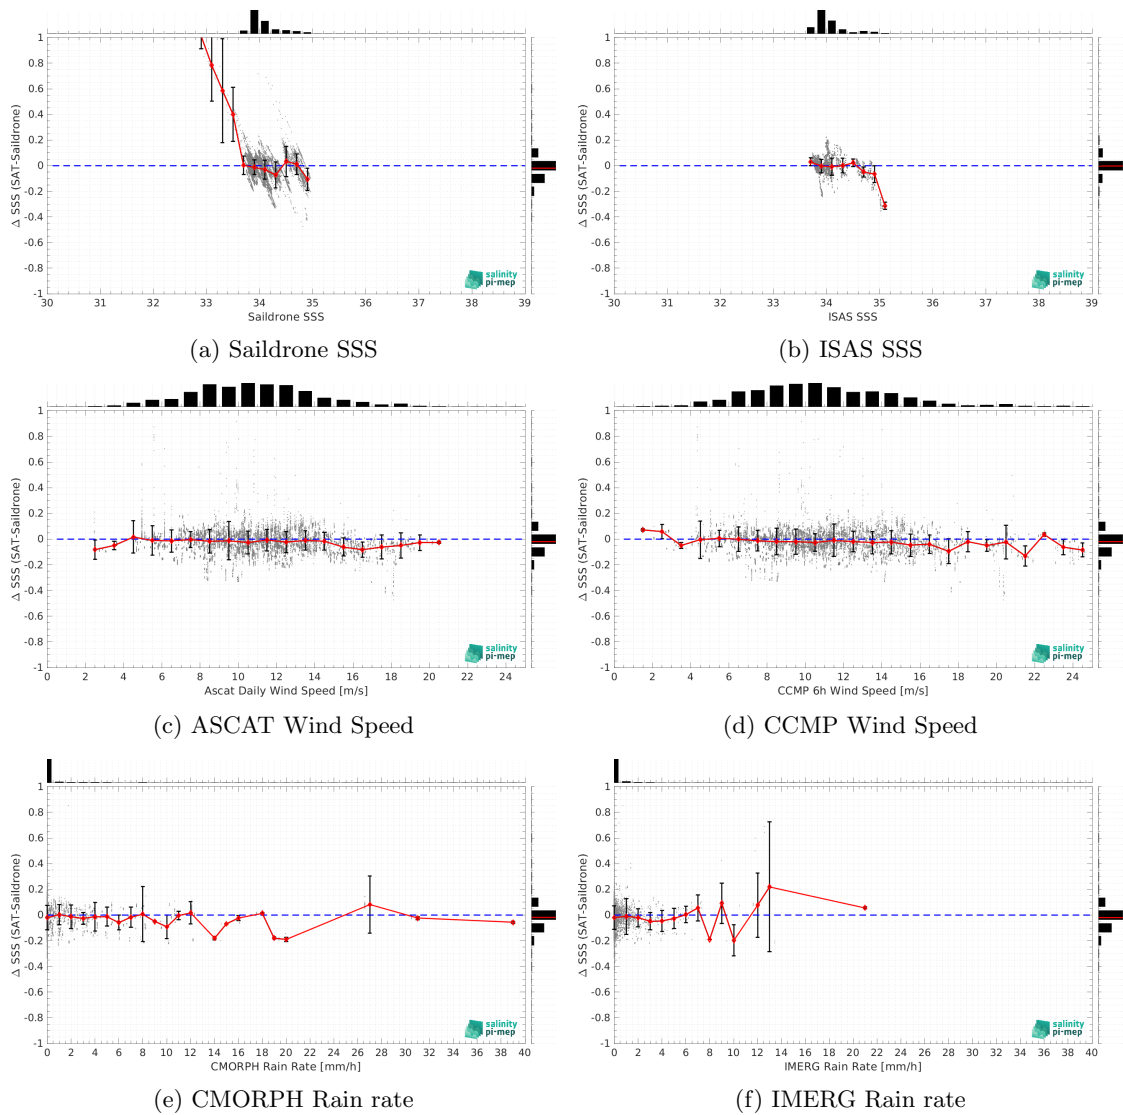 1
0.8
0.6
0.4
0.2
0
-0.2
-0.4
-0.6
-0.8
-1
Δ SSS (SAT-Saildrone)
salinity
pi-mep
30 31 32 33 34 35 36 37 38 39
Saildrone SSS
(a) Saildrone SSS
1
0.8
0.6
0.4
0.2
0
-0.2
-0.4
-0.6
-0.8
-1
Δ SSS (SAT-Saildrone)
salinity
pi-mep
30 31 32 33 34 35 36 37 38 39
ISAS SSS
(b) ISAS SSS
1
0.8
0.6
0.4
0.2
0
-0.2
-0.4
-0.6
-0.8
-1
Δ SSS (SAT-Saildrone)
salinity
pi-mep
0 2 4 6 8 10 12 14 16 18 20 22 24
Ascat Daily Wind Speed [m/s]
(c) ASCAT Wind Speed
1
0.8
0.6
0.4
0.2
0
-0.2
-0.4
-0.6
-0.8
-1
Δ SSS (SAT-Saildrone)
salinity
pi-mep
0 2 4 6 8 10 12 14 16 18 20 22 24
CCMP 6h Wind Speed [m/s]
(d) CCMP Wind Speed
1
0.8
0.6
0.4
0.2
0
-0.2
-0.4
-0.6
-0.8
-1
Δ SSS (SAT-Saildrone)
salinity
pi-mep
0 2 4 6 8 10 12 14 16 18 20 22 24 26 28 30 32 34 36 38 40
CMORPH Rain Rate [mm/h]
(e) CMORPH Rain rate
1
0.8
0.6
0.4
0.2
0
-0.2
-0.4
-0.6
-0.8
-1
Δ SSS (SAT-Saildrone)
salinity
pi-mep
0 2 4 6 8 10 12 14 16 18 20 22 24 26 28 30 32 34 36 38 40
IMERG Rain Rate [mm/h]
(f) IMERG Rain rate